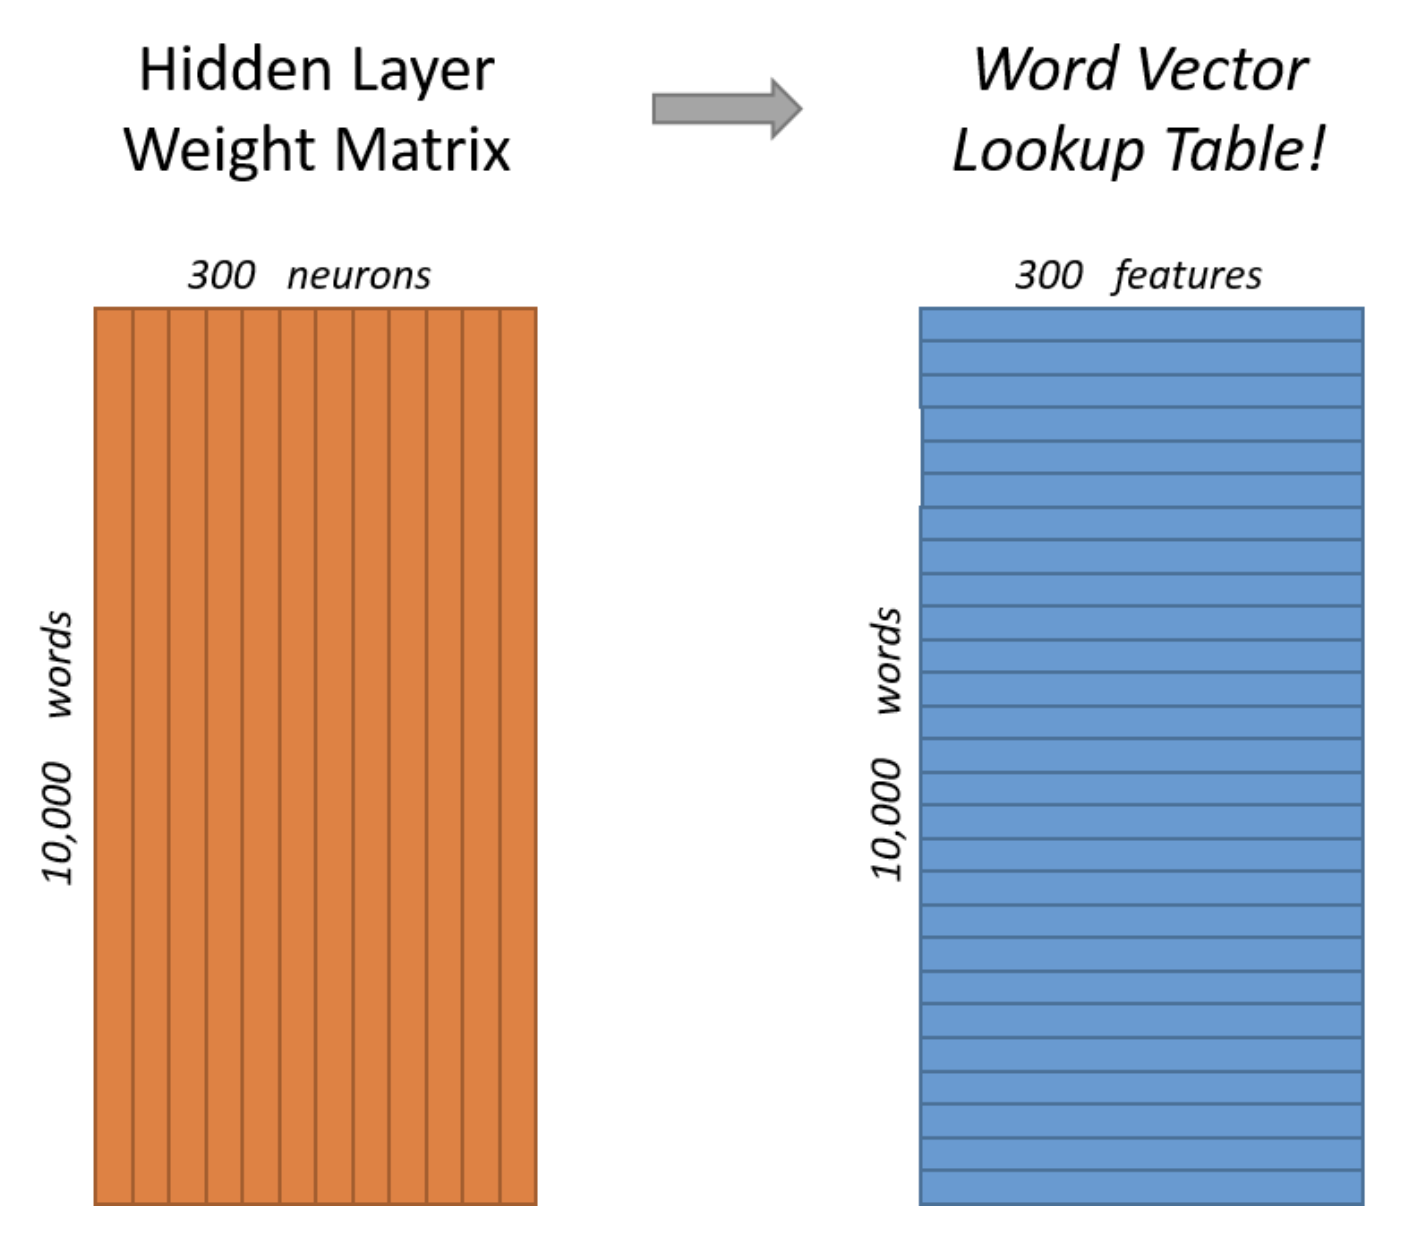 Hidden Layer
Weight Matrix
Word Vector
Lookup Table!
300 neurons
10,000 words
300 features
10,000 words